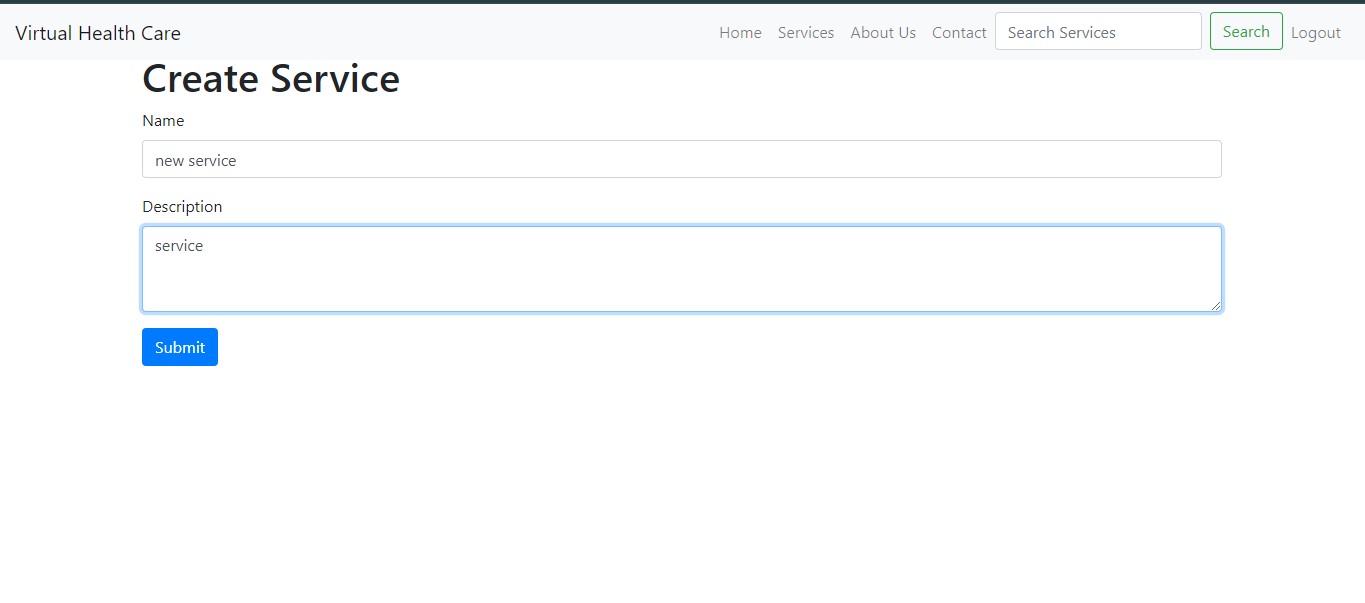 Virtual Health Care Home Services About Us Contact Search Services Search Logout
Create Service
Name
new service
Description
service
Submit